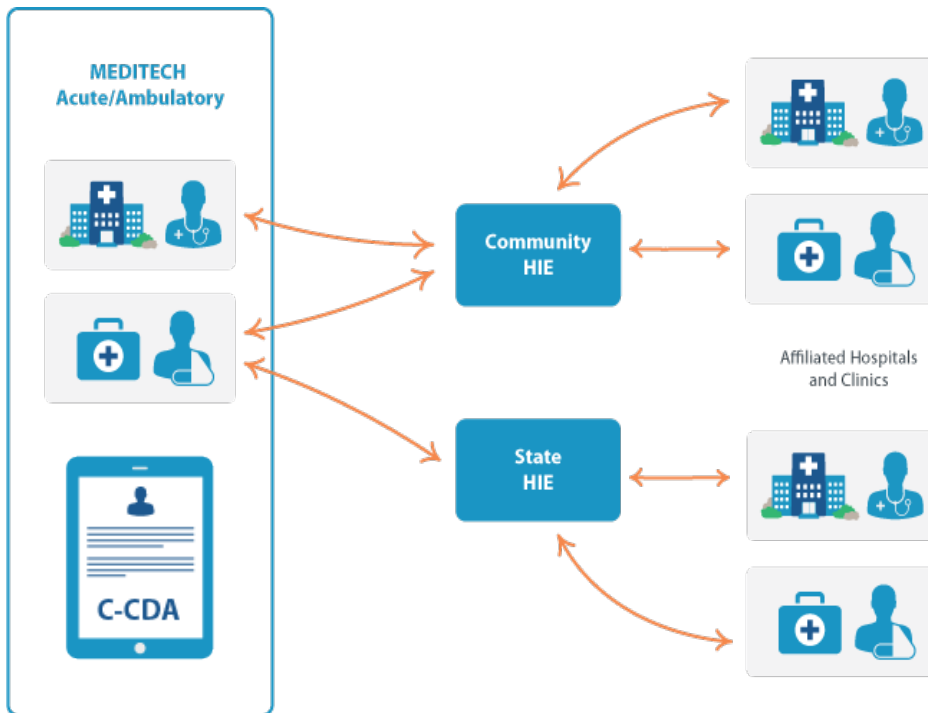 MEDITECH
Acute/Ambulatory
Community
HIE
Affiliated Hospitals
and Clinics
State
HIE
C-CDA